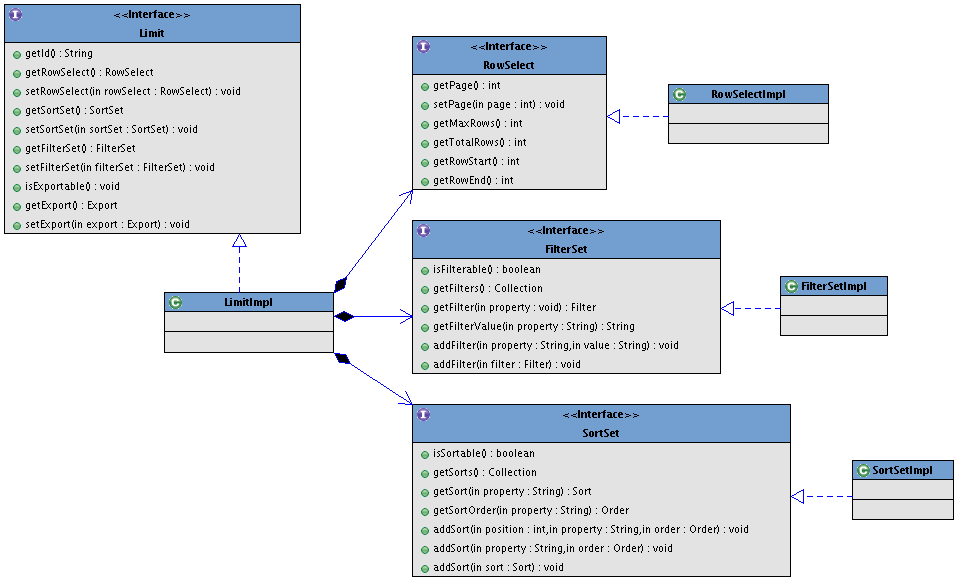 <<Interface>>
Limit
getId() : String
getRowSelect() : RowSelect
setRowSelect(in rowSelect : RowSelect) : void
getSortSet() : SortSet
setSortSet(in sortSet : SortSet) : void
getFilterSet() : FilterSet
setFilterSet(in filterSet : FilterSet) : void
isExportable() : void
getExport() : Export
setExport(in export : Export) : void
LimitImpl
<<Interface>>
RowSelect
getPage() : int
setPage(in page : int) : void
getMaxRows() : int
getTotalRows() : int
getRowStart() : int
getRowEnd() : int
RowSelectImpl
<<Interface>>
FilterSet
isFilterable() : boolean
getFilters() : Collection
getFilter(in property : void) : Filter
getFilterValue(in property : String) : String
addFilter(in property : String,in value : String) : void
addFilter(in filter : Filter) : void
FilterSetImpl
<<Interface>>
SortSet
isSortable() : boolean
getSorts() : Collection
getSort(in property : String) : Sort
getSortOrder(in property : String) : Order
addSort(in position : int,in property : String,in order : Order) : void
addSort(in property : String,in order : Order) : void
addSort(in sort : Sort) : void
SortSetImpl